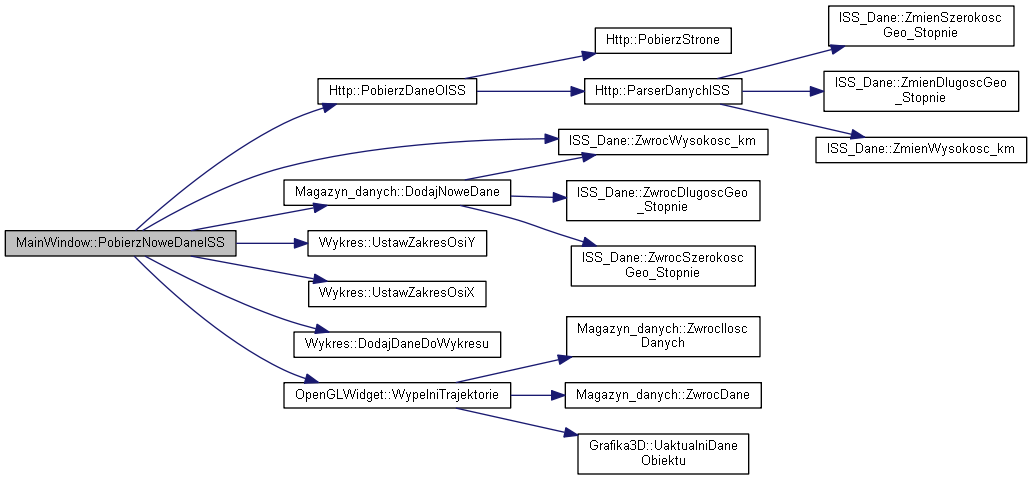 MainWindow::PobierzNoweDaneISS
Http::PobierzDaneOISS
Http::PobierzStrone
Http::ParserDanychISS
ISS_Dane::ZmienSzerokosc
Geo_Stopnie
ISS_Dane::ZmienDlugoscGeo
_Stopnie
ISS_Dane::ZmienWysokosc_km
ISS_Dane::ZwrocWysokosc_km
Magazyn_danych::DodajNoweDane
ISS_Dane::ZwrocDlugoscGeo
_Stopnie
ISS_Dane::ZwrocSzerokosc
Geo_Stopnie
Wykres::UstawZakresOsiY
Wykres::UstawZakresOsiX
Wykres::DodajDaneDoWykresu
OpenGLWidget::WypelniTrajektorie
Magazyn_danych::ZwrocIlosc
Danych
Magazyn_danych::ZwrocDane
Grafika3D::UaktualniDane
Obiektu